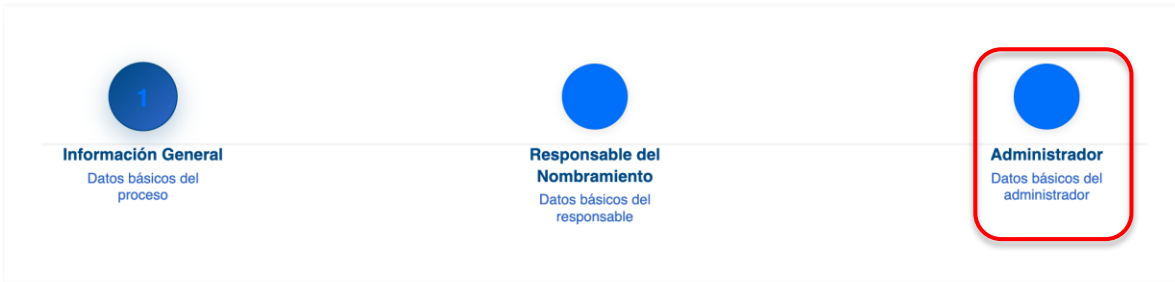 1
Información General
Datos básicos del
proceso
Responsable del
Nombramiento
Datos básicos del
responsable
Administrador
Datos básicos del
administrador